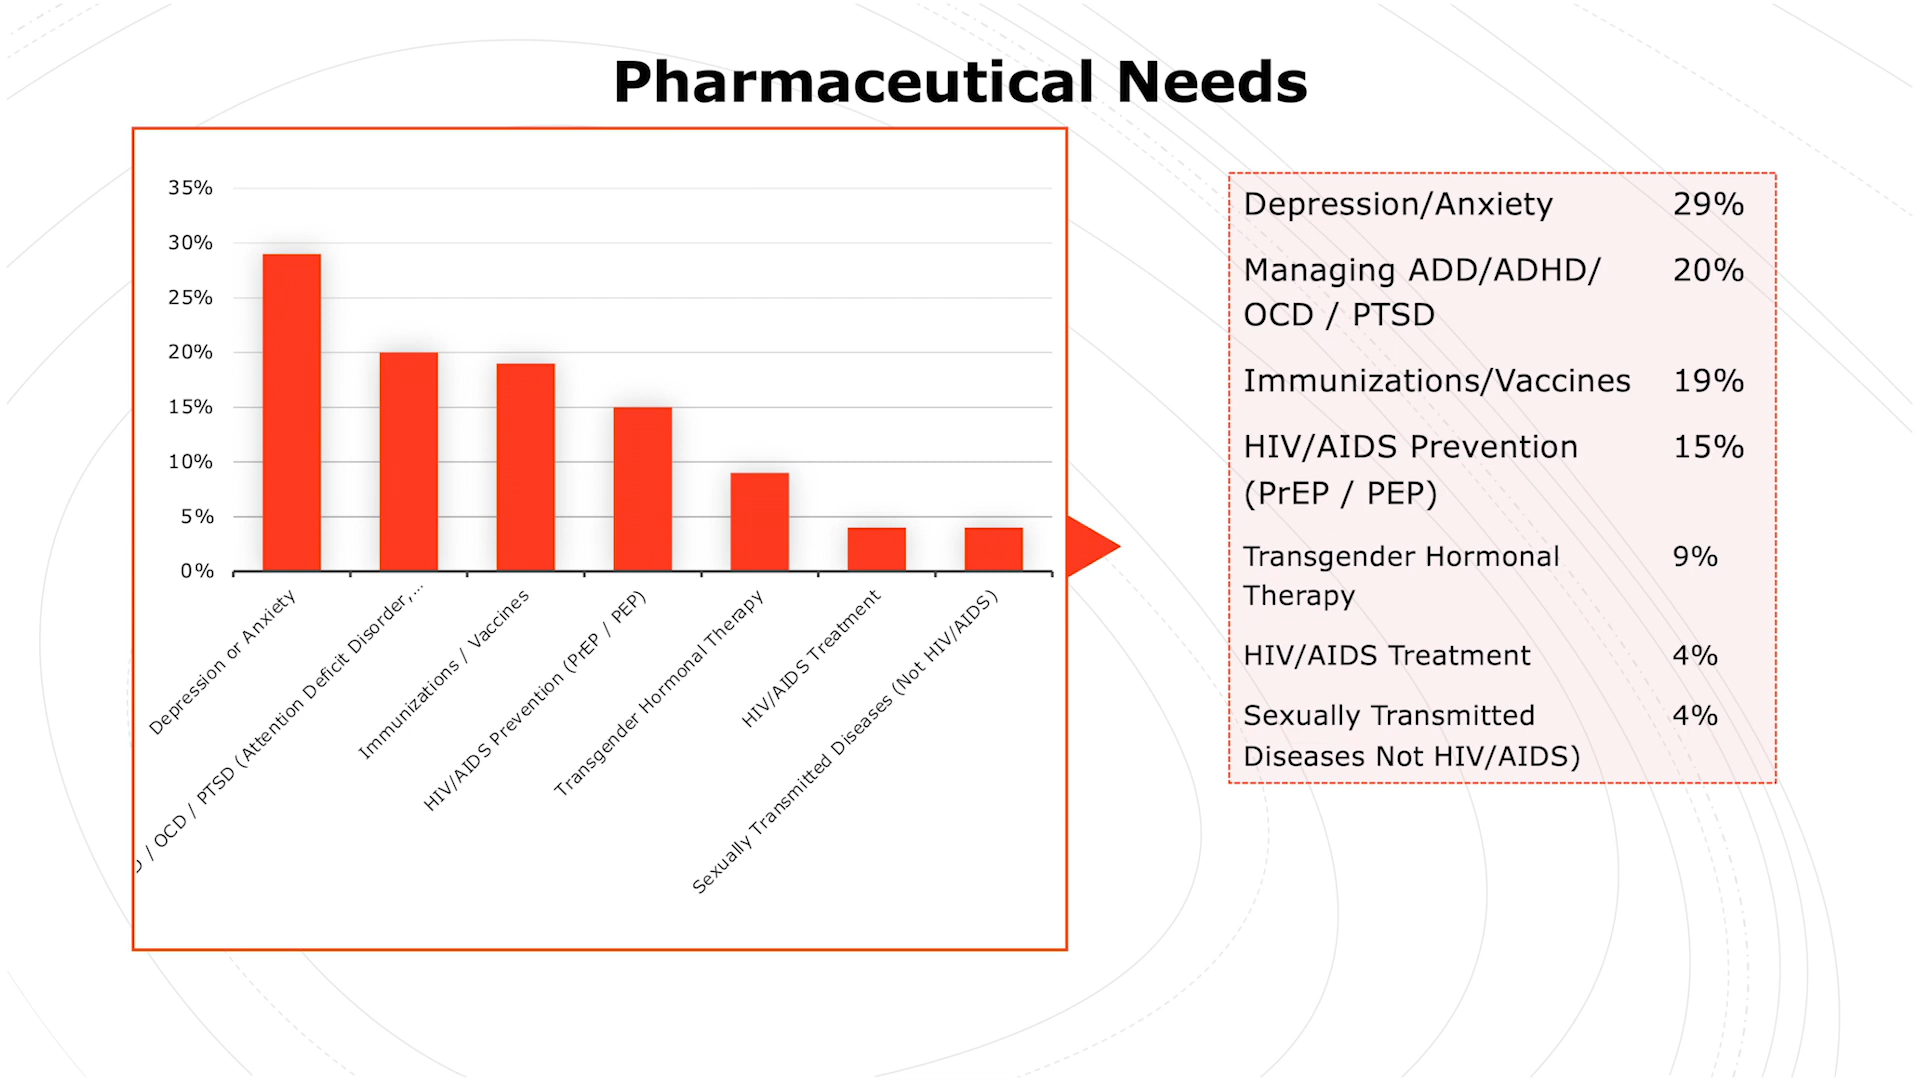 Pharmaceutical Needs
35%
30%
25%
20%
15%
10%
5%
0%
Depression or Anxiety
/ OCD / PTSD (Attention Deficit Disorder,...
Immunizations / Vaccines
HIV/AIDS Prevention (PrEP / PEP)
Transgender Hormonal Therapy
HIV/AIDS Treatment
Sexually Transmitted Diseases (Not HIV/AIDS)
Depression/Anxiety 29%
Managing ADD/ADHD/ 20%
OCD / PTSD
Immunizations/Vaccines 19%
HIV/AIDS Prevention 15%
(PrEP / PEP)
Transgender Hormonal 9%
Therapy
HIV/AIDS Treatment 4%
Sexually Transmitted 4%
Diseases Not HIV/AIDS)